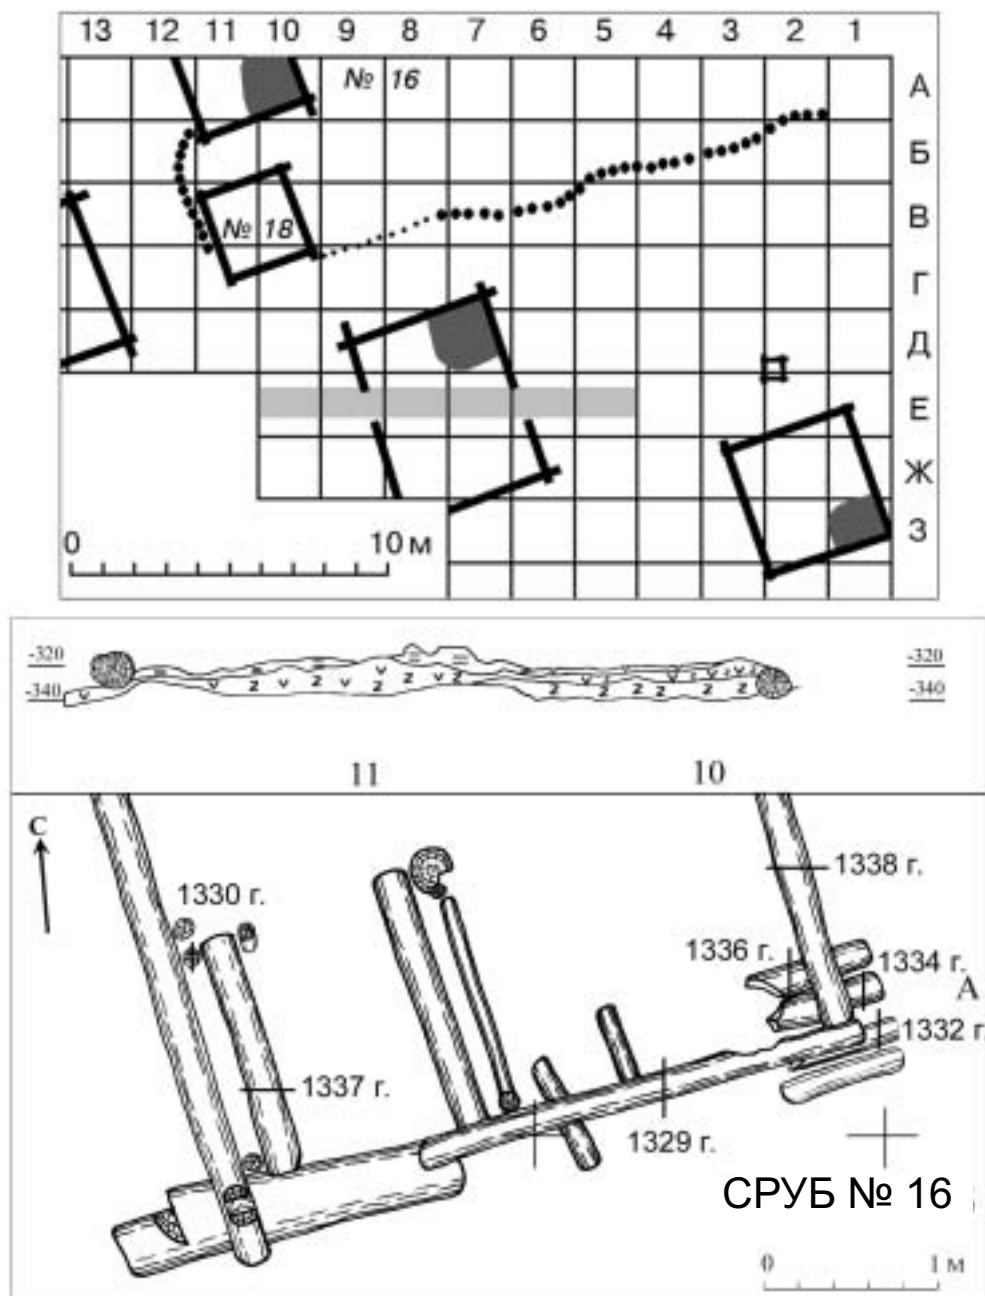 13 12 11 10 9 8 7 6 5 4 3 2 1
№ 16
А
Б
В
№ 18
Г
Д
Е
Ж
З
0 10 м
-320 -320
-340 -340
11 10
С
1338 г.
1330 г.
1336 г.
1334 г.
А
1332 г.
1337 г.
1329 г.
СРУБ № 16
0 1 м